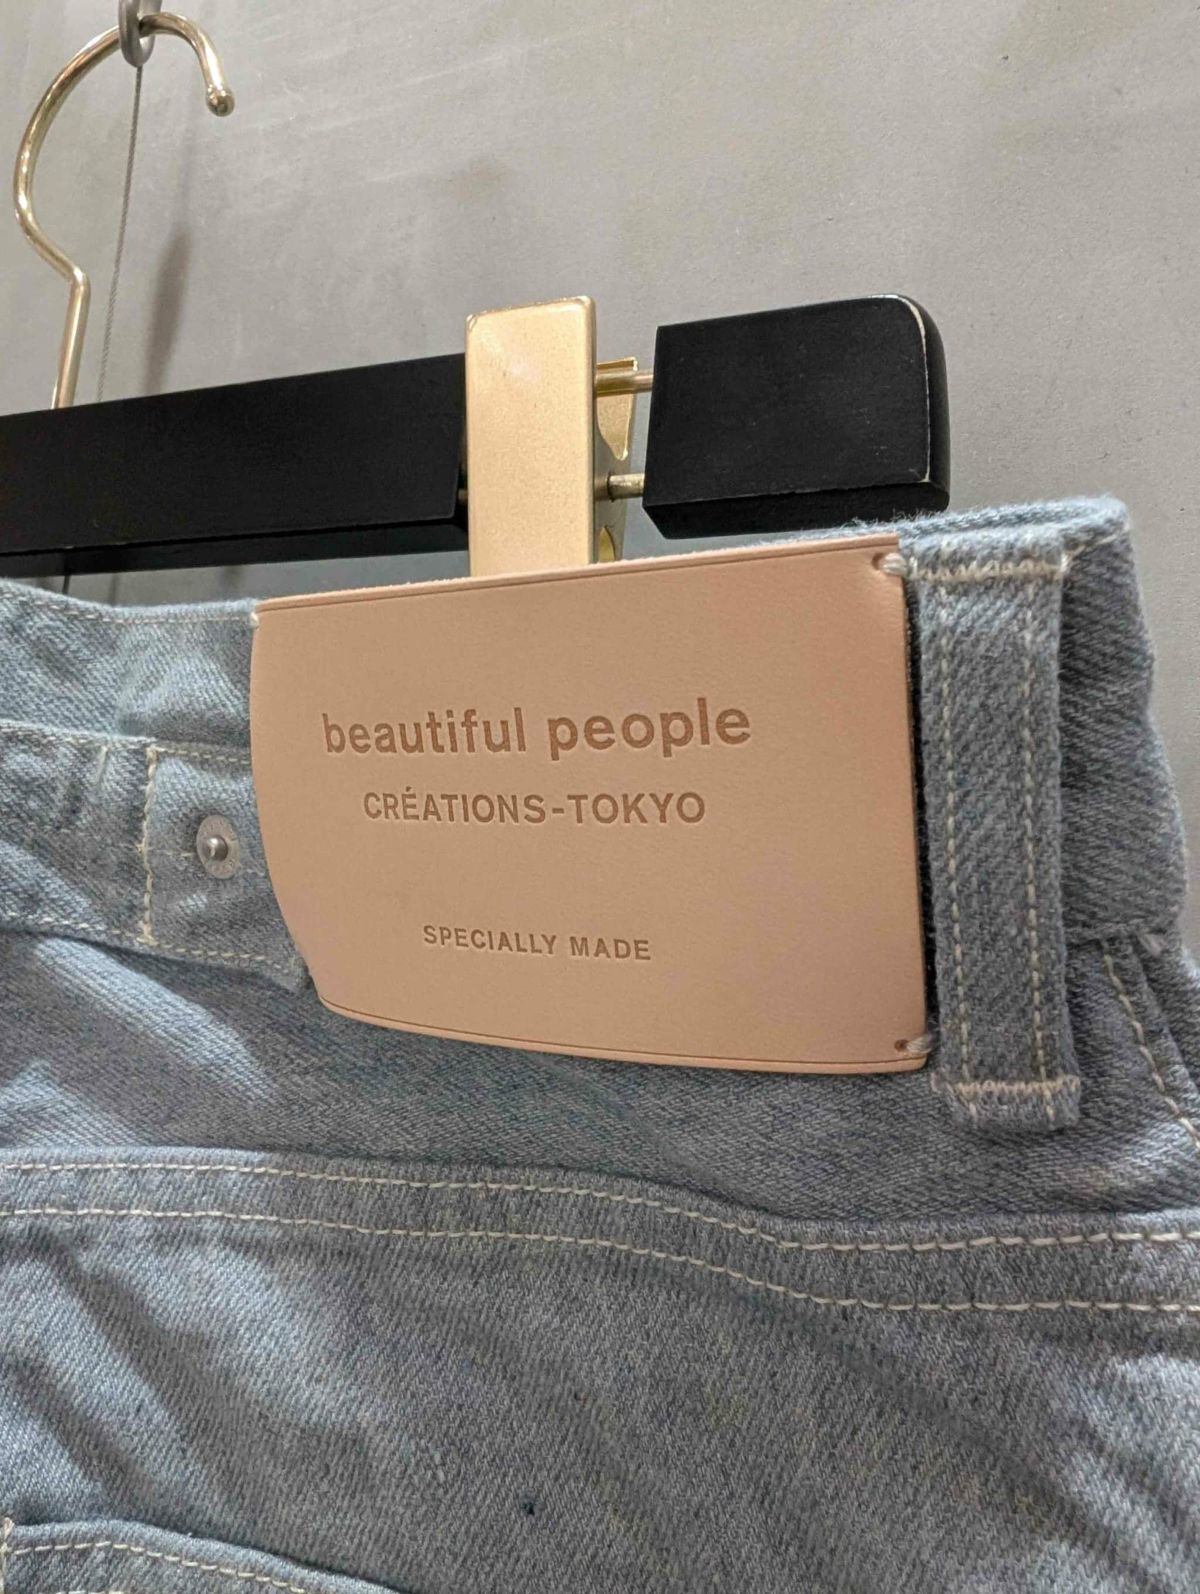 beautiful people
CRÉATIONS-TOKYO
SPECIALLY MADE